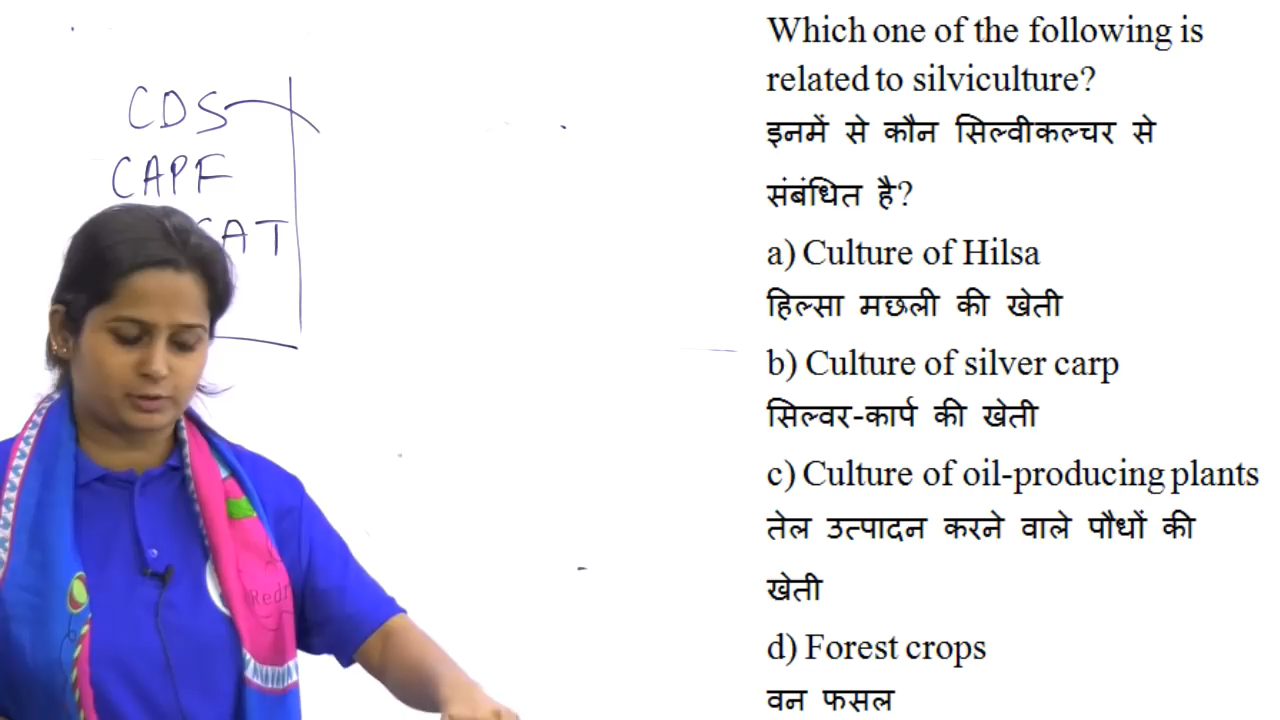 CDS
CAPF
SAT
Which one of the following is
related to silviculture?
इनमें से कौन सिल्वीकल्चर से
संबंधित है?
a) Culture of Hilsa
हिल्सा मछली की खेती
b) Culture of silver carp
सिल्वर-कार्प की खेती
c) Culture of oil-producing plants
तेल उत्पादन करने वाले पौधों की
खेती
d) Forest crops
वन फसल